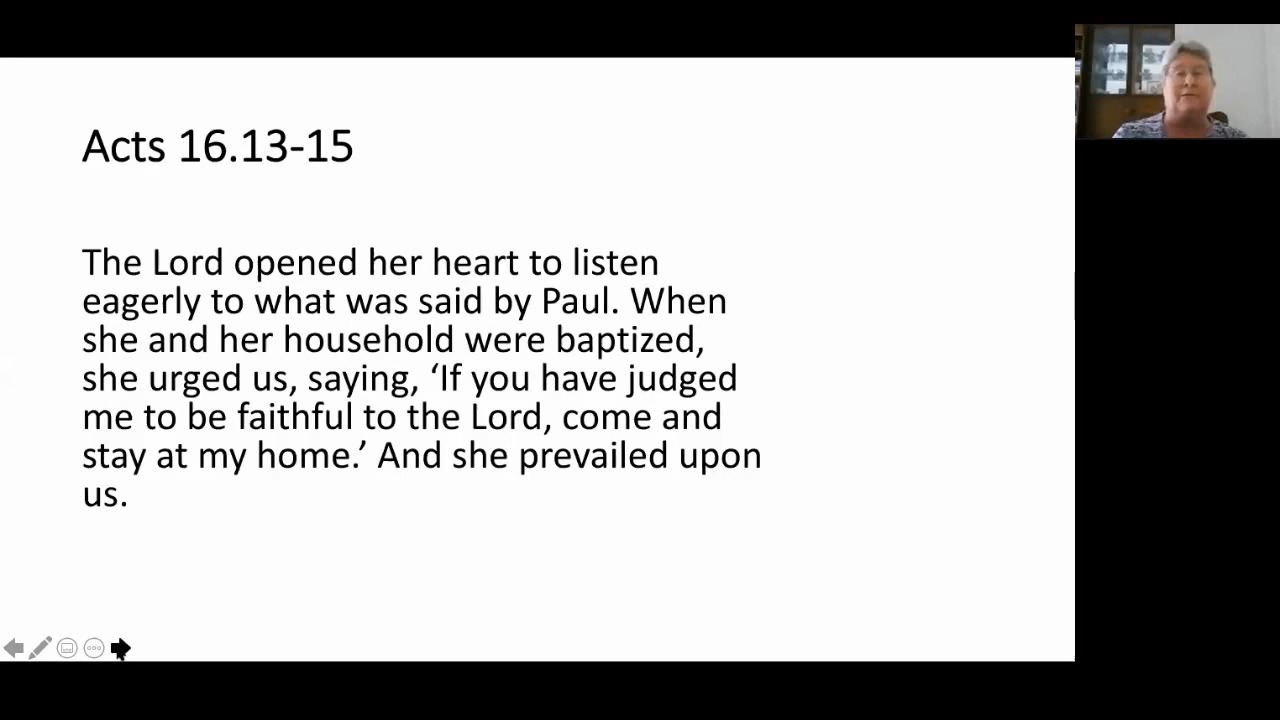 Acts 16.13-15
The Lord opened her heart to listen
eagerly to what was said by Paul. When
she and her household were baptized,
she urged us, saying, ‘If you have judged
me to be faithful to the Lord, come and
stay at my home.’ And she prevailed upon
us.